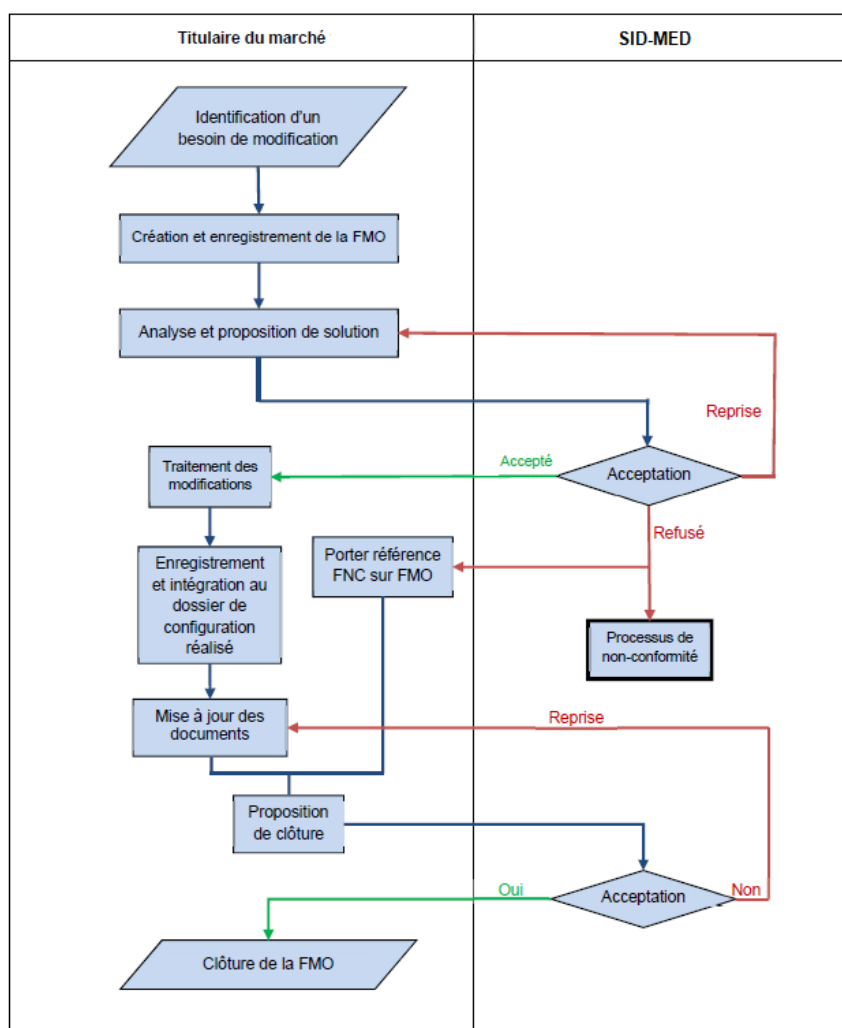 Titulaire du marché
SID-MED
Identification d'un
besoin de modification
Création et enregistrement de la FMO
Analyse et proposition de solution
Reprise
Accepté
Acceptation
Traitement des
modifications
Refusé
Porter référence
FNC sur FMO
Enregistrement
et intégration au
dossier de
configuration
réalisé
Processus de
non-conformité
Mise à jour des
documents
Reprise
Proposition
de clôture
Oui
Acceptation
Non
Clôture de la FMO